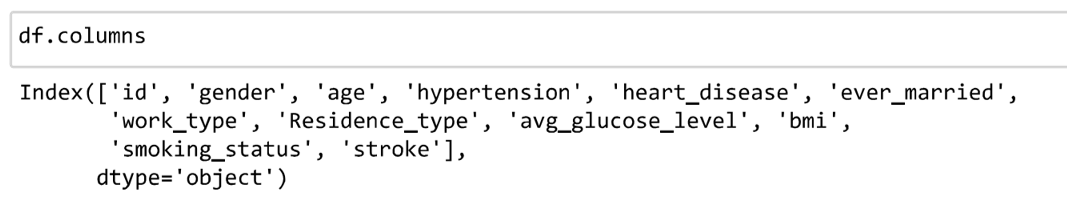 df.columns
Index(['id', 'gender', 'age', 'hypertension', 'heart_disease', 'ever_married',
'work_type', 'Residence_type', 'avg_glucose_level', 'bmi',
'smoking_status', 'stroke'],
dtype='object')